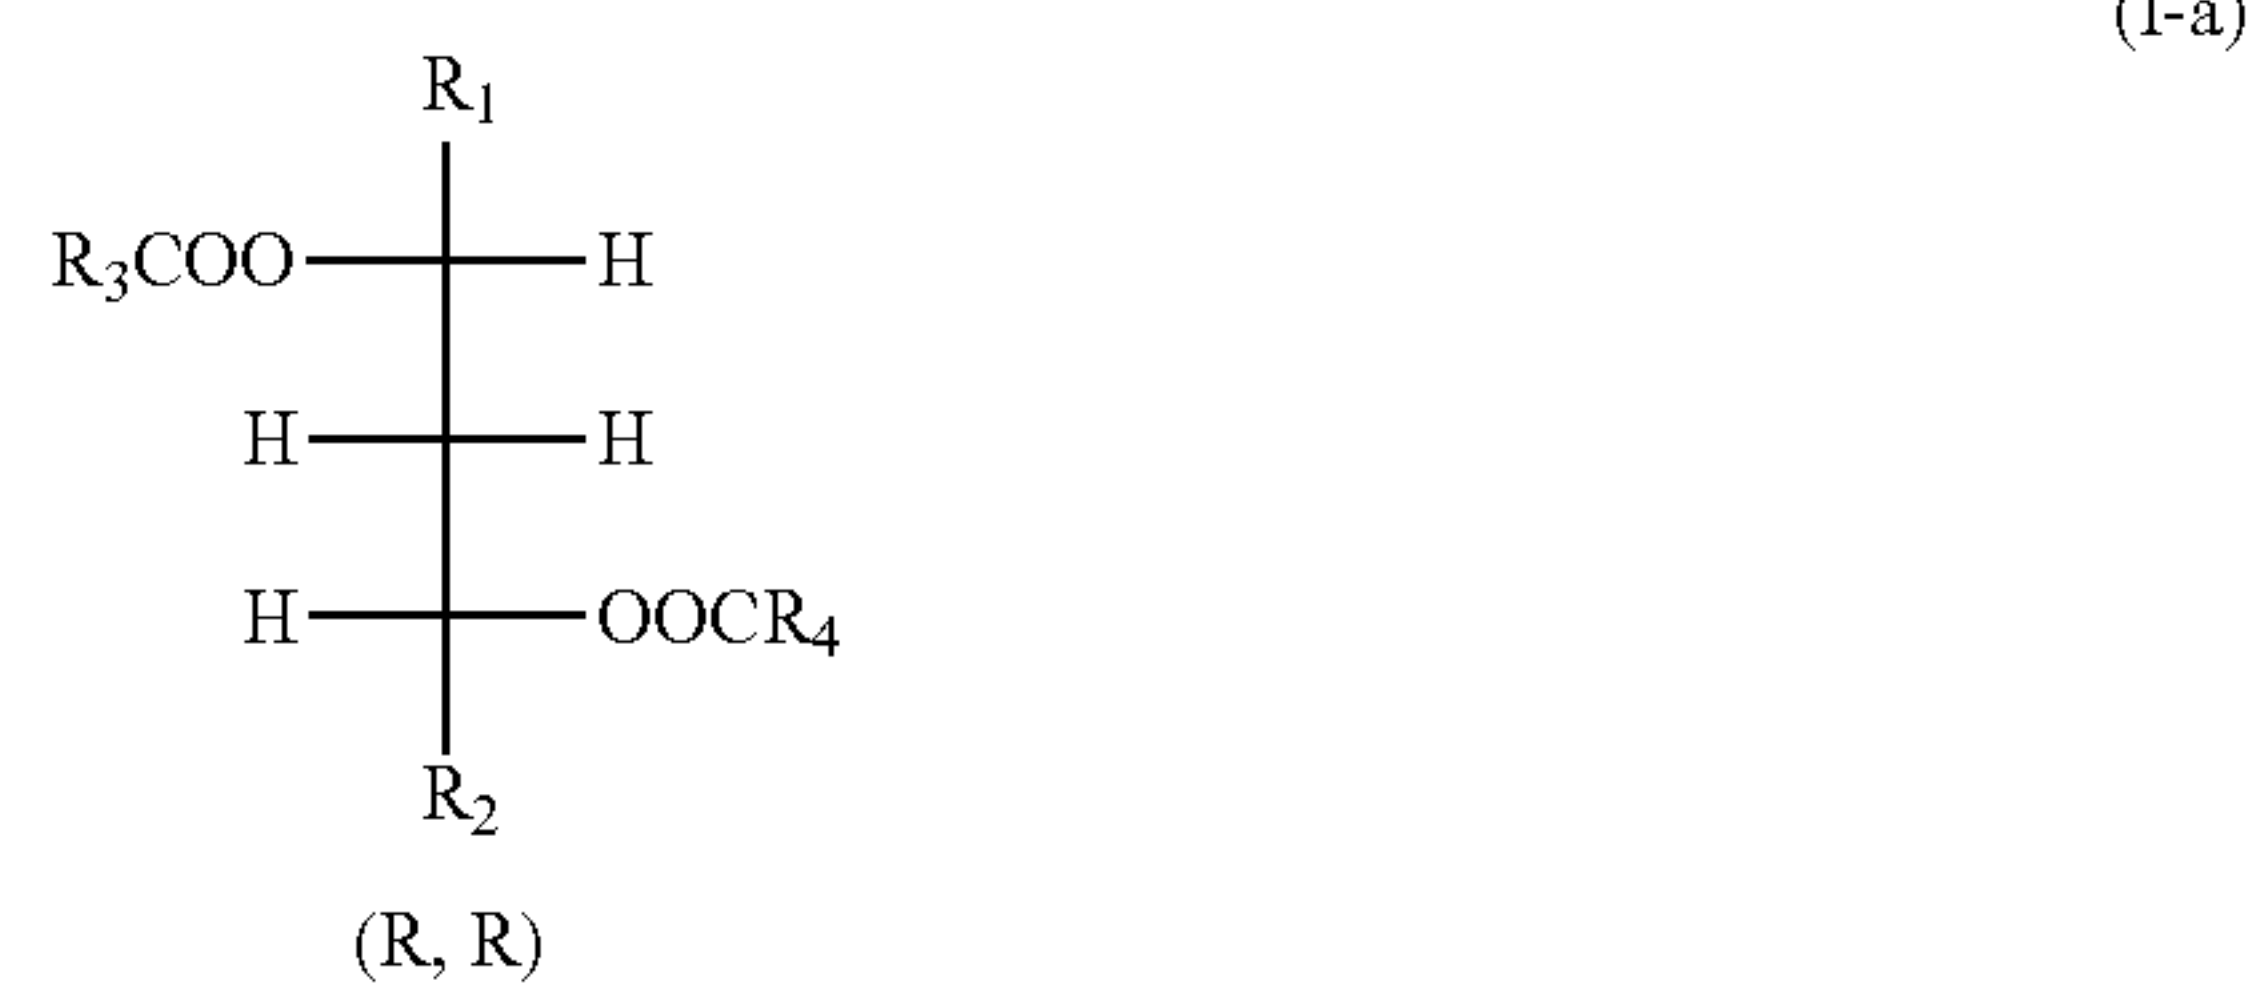 (I-a)
R₁
R₃COO H
H H
H OOCR₄
R₂
(R, R)